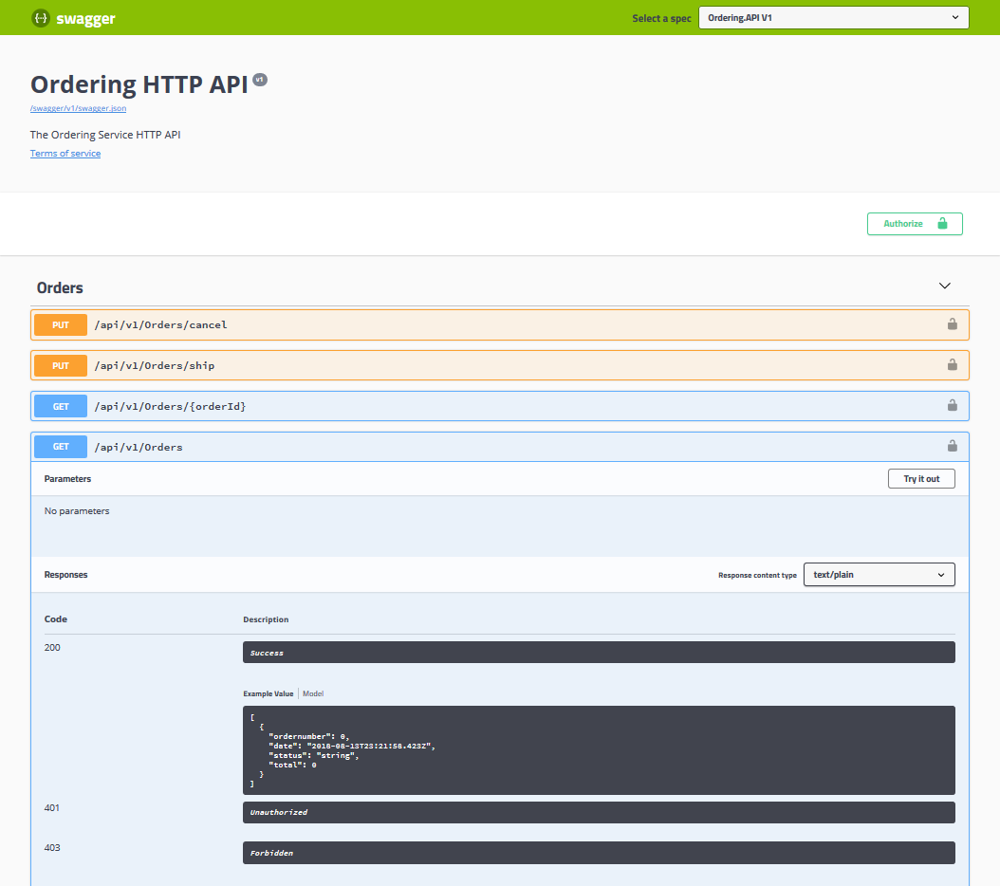 {··} swagger
Select a spec Ordering.API V1
Ordering HTTP API v1
/swagger/v1/swagger.json
The Ordering Service HTTP API
Terms of service
Authorize
Orders
PUT /api/v1/Orders/cancel
PUT /api/v1/Orders/ship
GET /api/v1/Orders/{orderId}
GET /api/v1/Orders
Parameters Try it out
No parameters
Responses Response content type text/plain
Code Description
200 Success
Example Value Model
[
{
"ordernumber": 0,
"date": "2018-08-13T23:21:58.423Z",
"status": "string",
"total": 0
}
]
401 Unauthorized
403 Forbidden